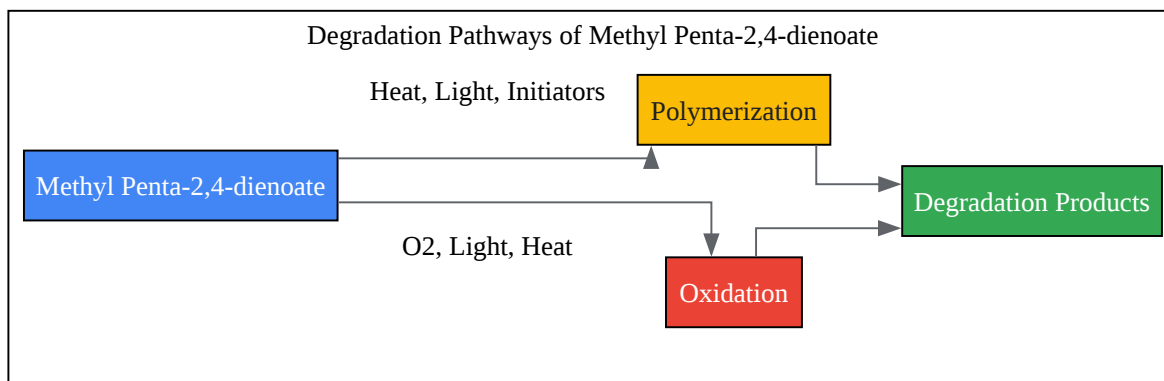 Degradation Pathways of Methyl Penta-2,4-dienoate
Heat, Light, Initiators
Polymerization
Methyl Penta-2,4-dienoate
Degradation Products
O2, Light, Heat
Oxidation